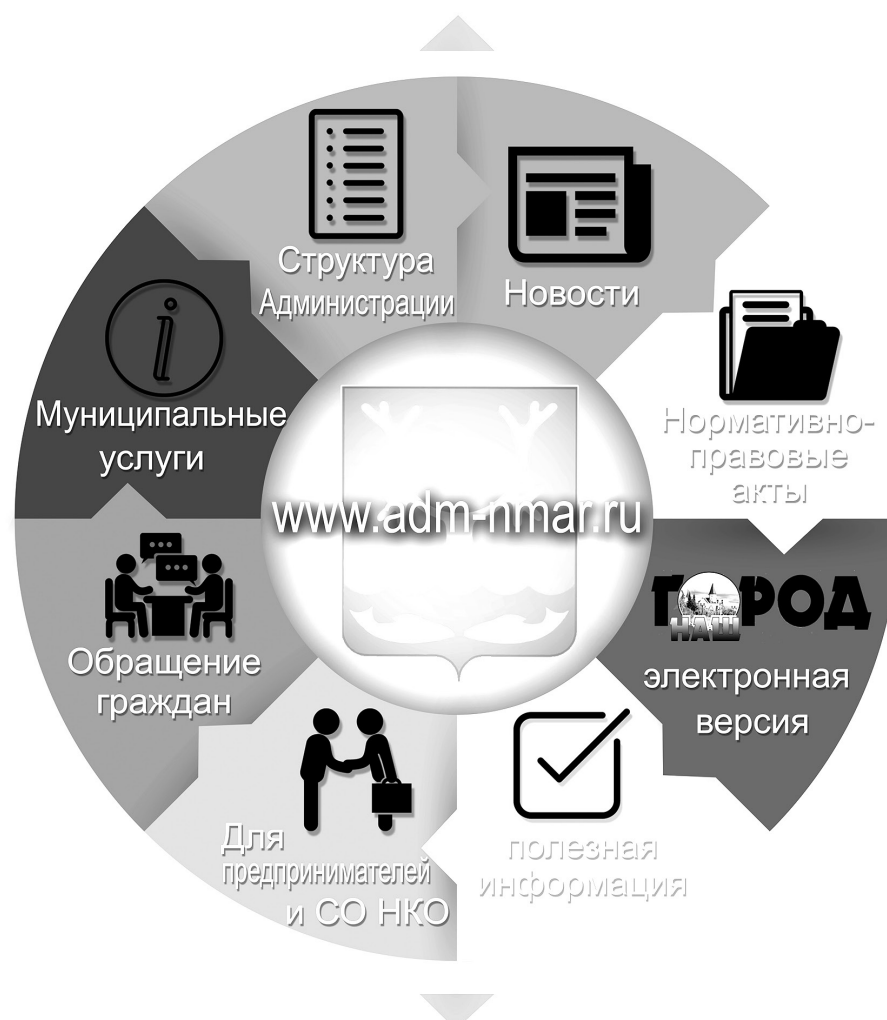 Структура
Администрации
Новости
Нормативно-
правовые
акты
ГОРОД
НАШ
электронная
версия
полезная
информация
Для
предпринимателей
и СО НКО
Обращение
граждан
Муниципальные
услуги
i
www.adm-nmar.ru